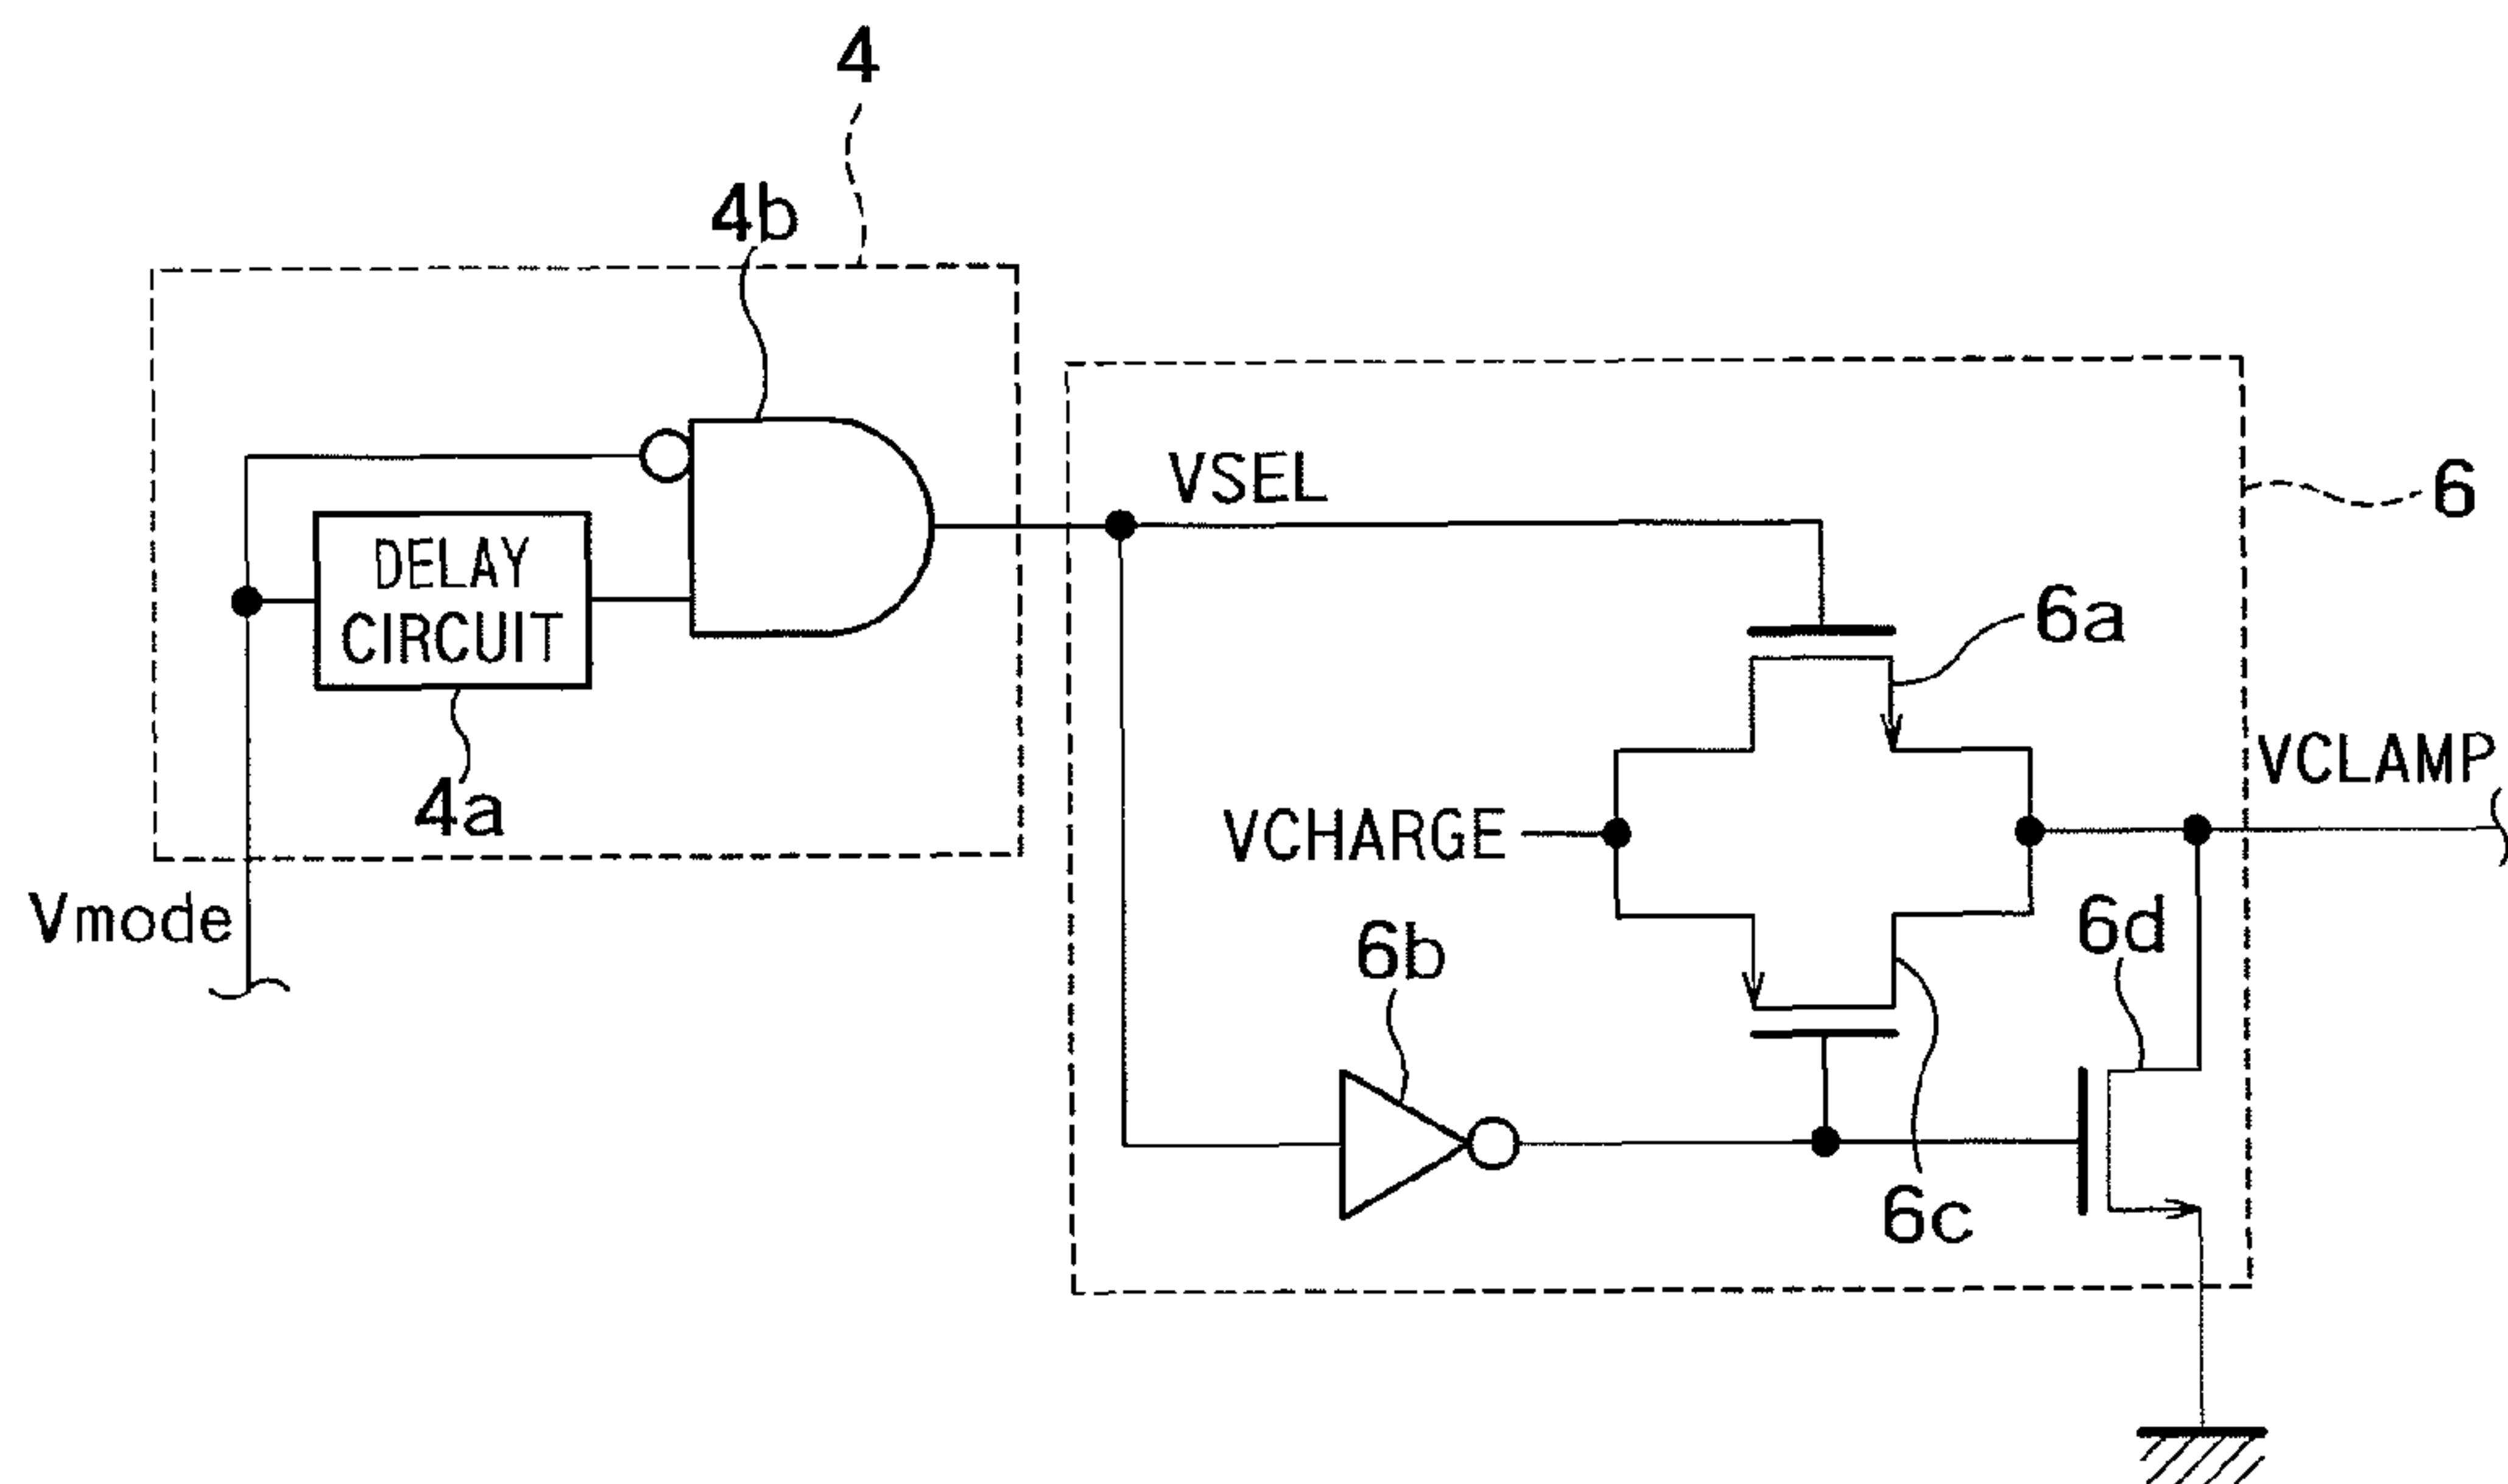 4
4b
VSEL
6
DELAY
CIRCUIT
6a
4a
VCLAMP
VCHARGE
Vmode
6b
6d
6c